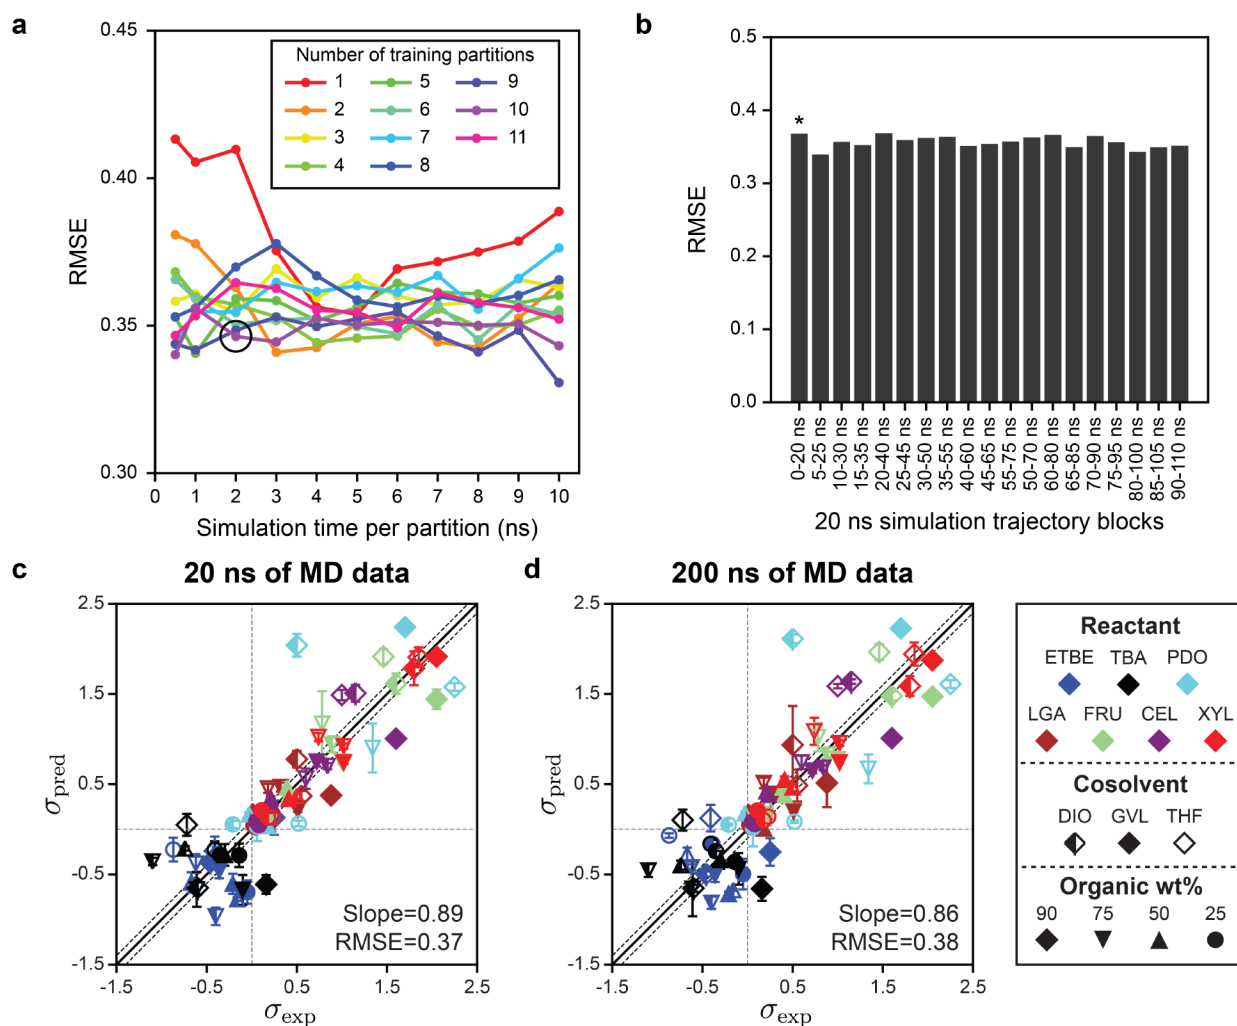 a
0.45
0.40
0.35
0.30
RMSE
Number of training partitions
1 5 9
2 6 10
3 7 11
4 8
0 1 2 3 4 5 6 7 8 9 10
Simulation time per partition (ns)
b
0.5
0.4
0.3
0.2
0.1
0.0
RMSE
*
0-20 ns
5-25 ns
10-30 ns
15-35 ns
20-40 ns
25-45 ns
30-50 ns
35-55 ns
40-60 ns
45-65 ns
55-75 ns
50-70 ns
60-80 ns
65-85 ns
70-90 ns
75-95 ns
80-100 ns
85-105 ns
90-110 ns
20 ns simulation trajectory blocks
c
20 ns of MD data
2.5
1.5
0.5
-0.5
-1.5
σpred
Slope=0.89
RMSE=0.37
-1.5 -0.5 0.5 1.5 2.5
σexp
d
200 ns of MD data
2.5
1.5
0.5
-0.5
-1.5
σpred
Slope=0.86
RMSE=0.38
-1.5 -0.5 0.5 1.5 2.5
σexp
Reactant
ETBE TBA PDO
LGA FRU CEL XYL
Cosolvent
DIO GVL THF
Organic wt%
90 75 50 25